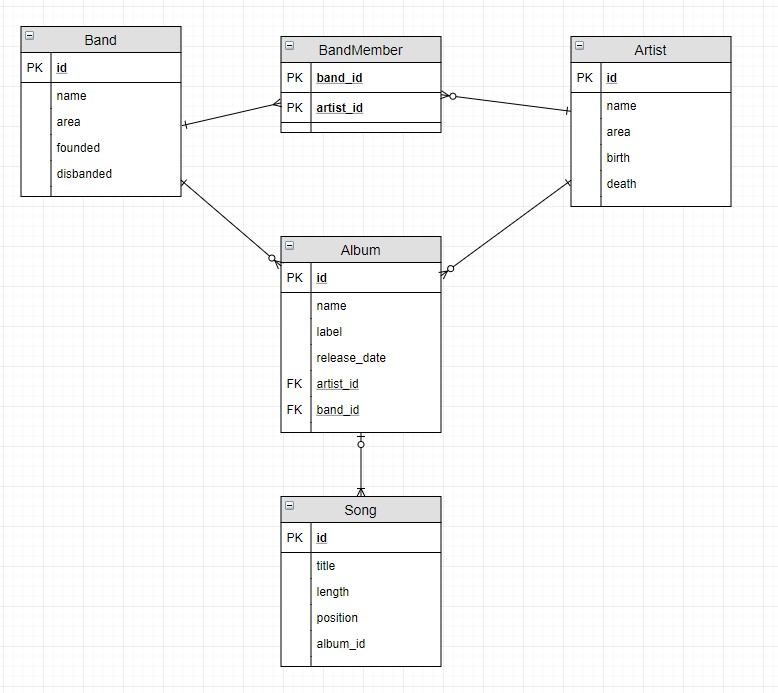 Band
PK id
name
area
founded
disbanded
BandMember
PK band_id
PK artist_id
Artist
PK id
name
area
birth
death
Album
PK id
name
label
release_date
FK artist_id
FK band_id
Song
PK id
title
length
position
album_id